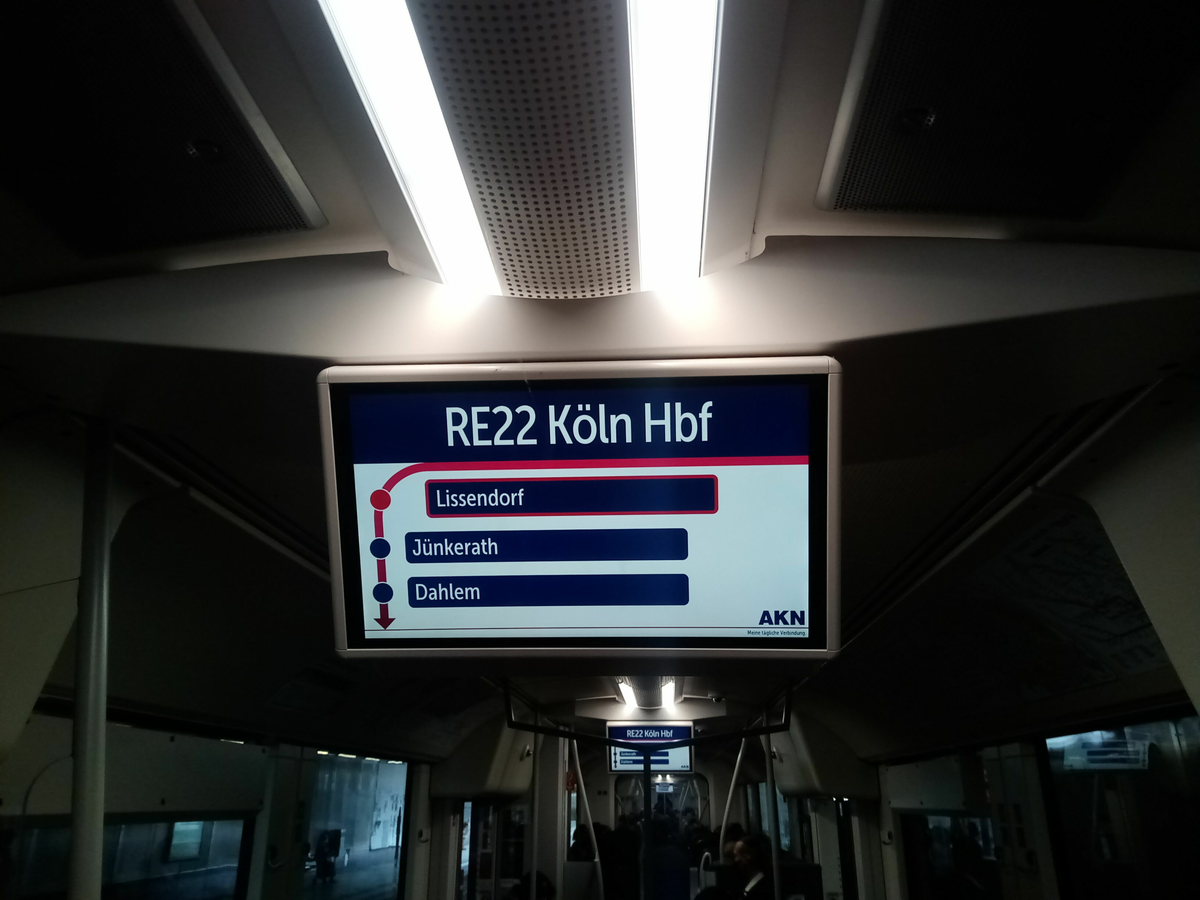 RE22 Köln Hbf
Lissendorf
Jünkerath
Dahlem
AKN
Meine tägliche Verbindung.
RE22 Köln Hbf